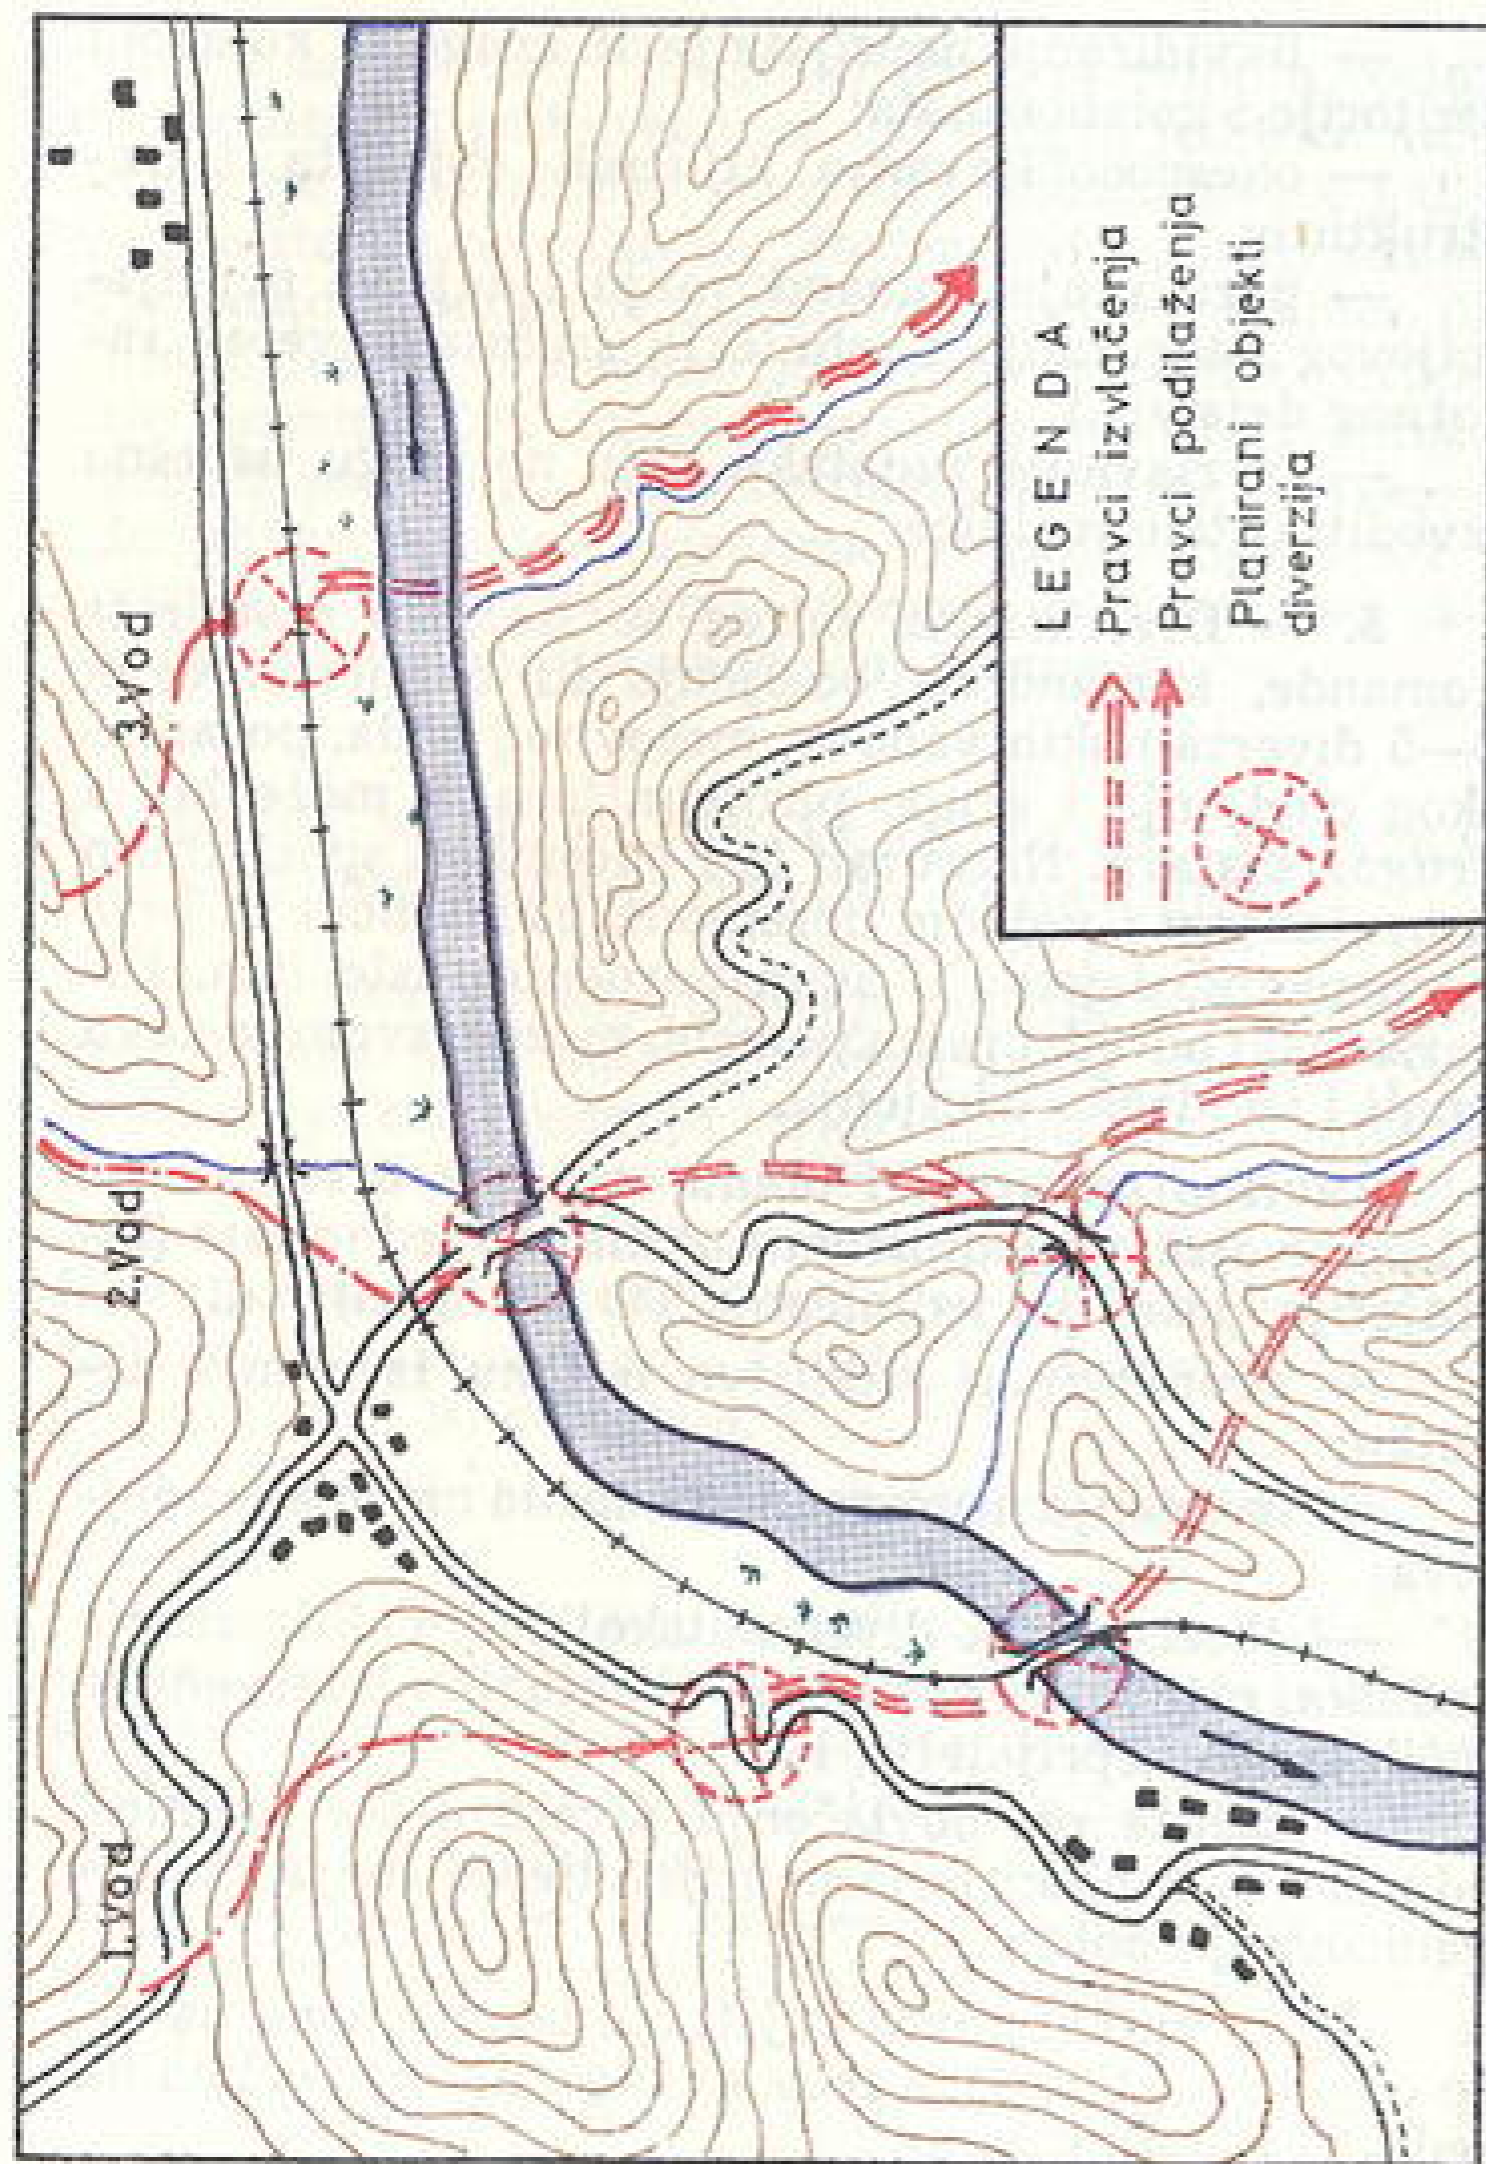 1.Vod
2.Vod
3.Vod
LEGENDA
Pravci izvlačenja
Pravci podilaženja
Planirani objekti
diverzija